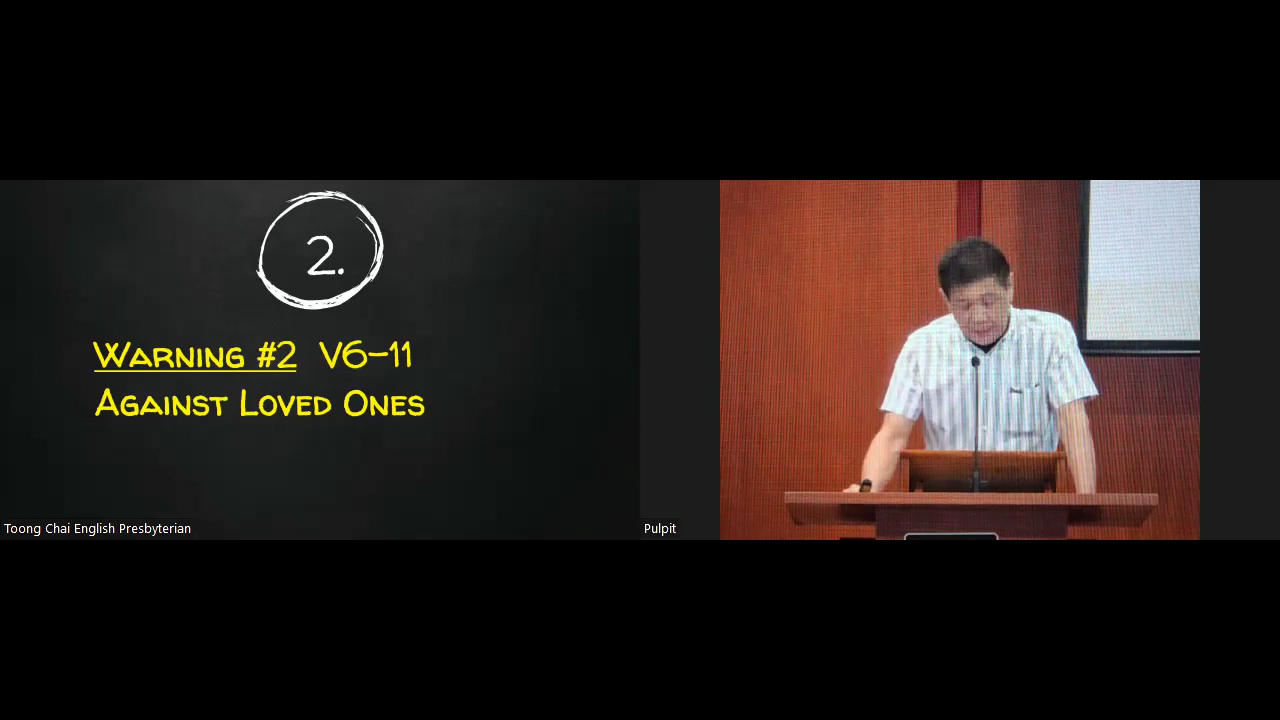 2.
Warning #2 V6-11
Against Loved Ones
Toong Chai English Presbyterian
Pulpit